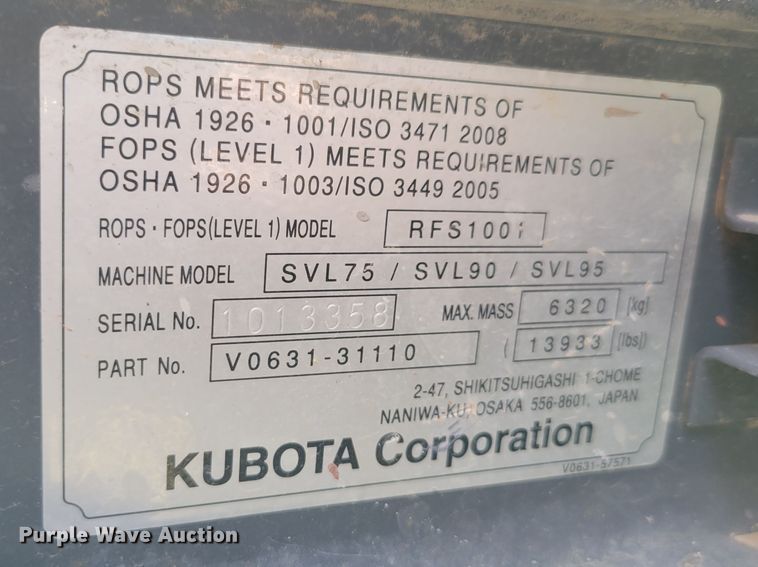 ROPS MEETS REQUIREMENTS OF
OSHA 1926 · 1001/ISO 3471 2008
FOPS (LEVEL 1) MEETS REQUIREMENTS OF
OSHA 1926 · 1003/ISO 3449 2005
ROPS · FOPS(LEVEL 1) MODEL RFS1001
MACHINE MODEL SVL75 / SVL90 / SVL95
SERIAL No. 1013358 MAX. MASS 6320 [kg]
PART No. V0631-31110 ( 13933 [lbs])
2-47, SHIKITSUHIGASHI 1-CHOME
NANIWA-KU, OSAKA 556-8601, JAPAN
KUBOTA Corporation
V0631-57571
Purple Wave Auction